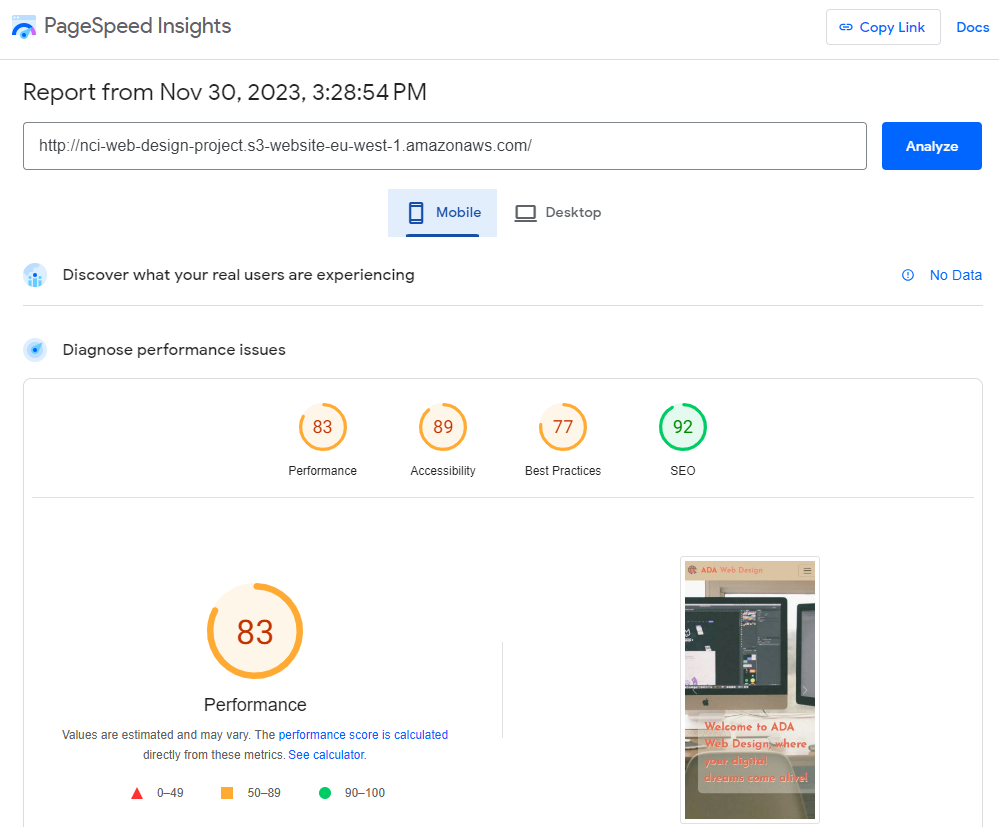 PageSpeed Insights
Copy Link
Docs
Report from Nov 30, 2023, 3:28:54 PM
http://nci-web-design-project.s3-website-eu-west-1.amazonaws.com/
Analyze
Mobile
Desktop
Discover what your real users are experiencing
No Data
Diagnose performance issues
83
89
77
92
Performance
Accessibility
Best Practices
SEO
83
Performance
Values are estimated and may vary. The performance score is calculated
directly from these metrics. See calculator.
0–49
50–89
90–100
ADA Web Design
Welcome to ADA
Web Design, where
your digital
dreams come alive!